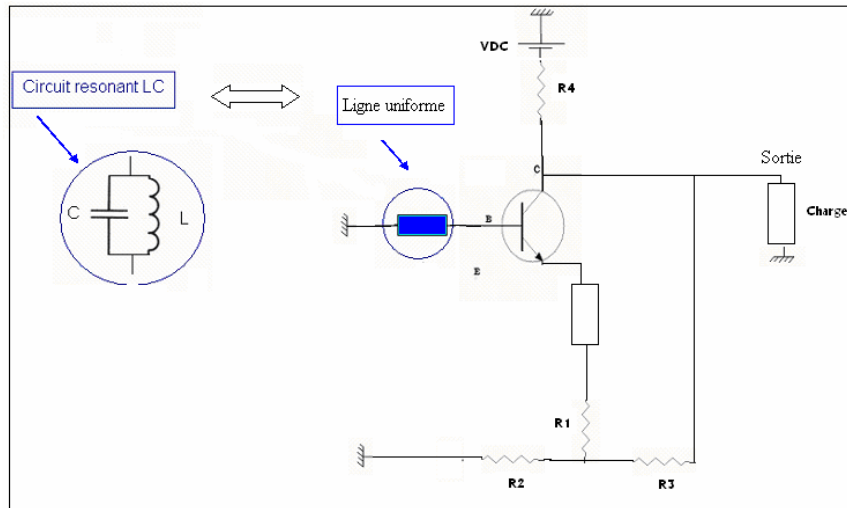 VDC
Circuit resonant LC
R4
Ligne uniforme
Sortie
C
C
L
Charge
B
E
R1
R2
R3